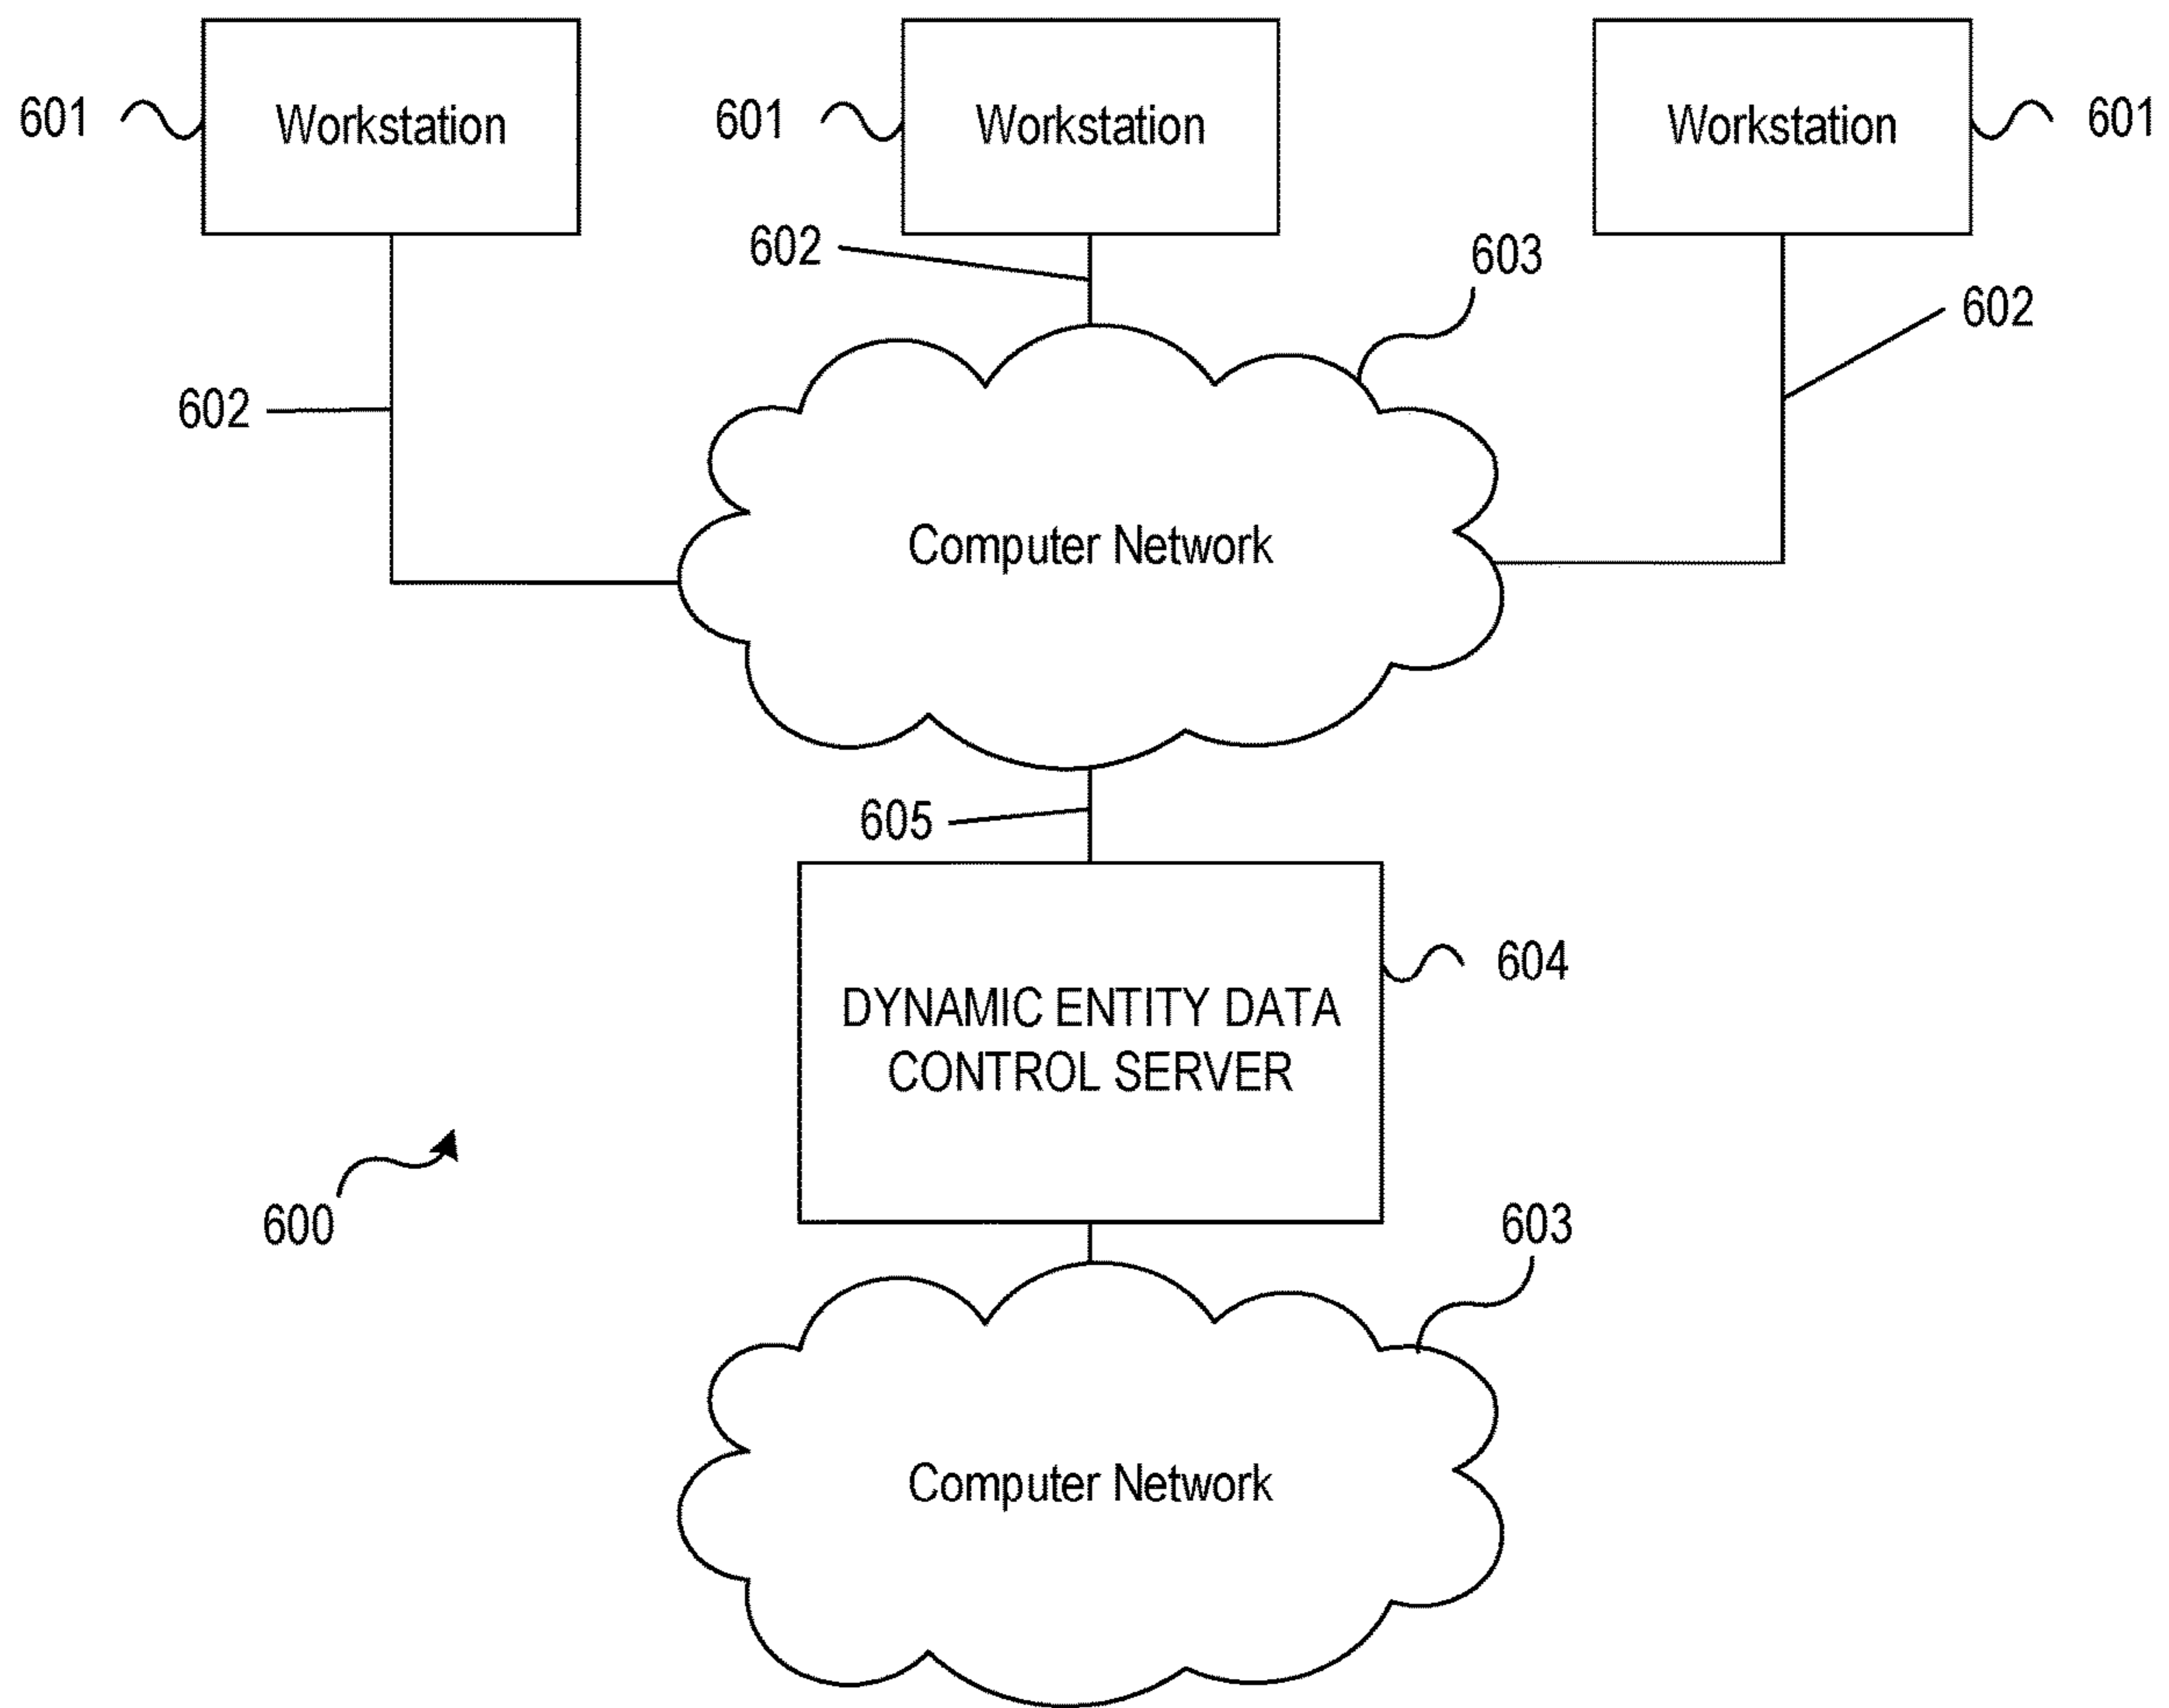 601
Workstation
601
Workstation
Workstation
601
602
603
602
602
Computer Network
605
604
DYNAMIC ENTITY DATA
CONTROL SERVER
600
603
Computer Network